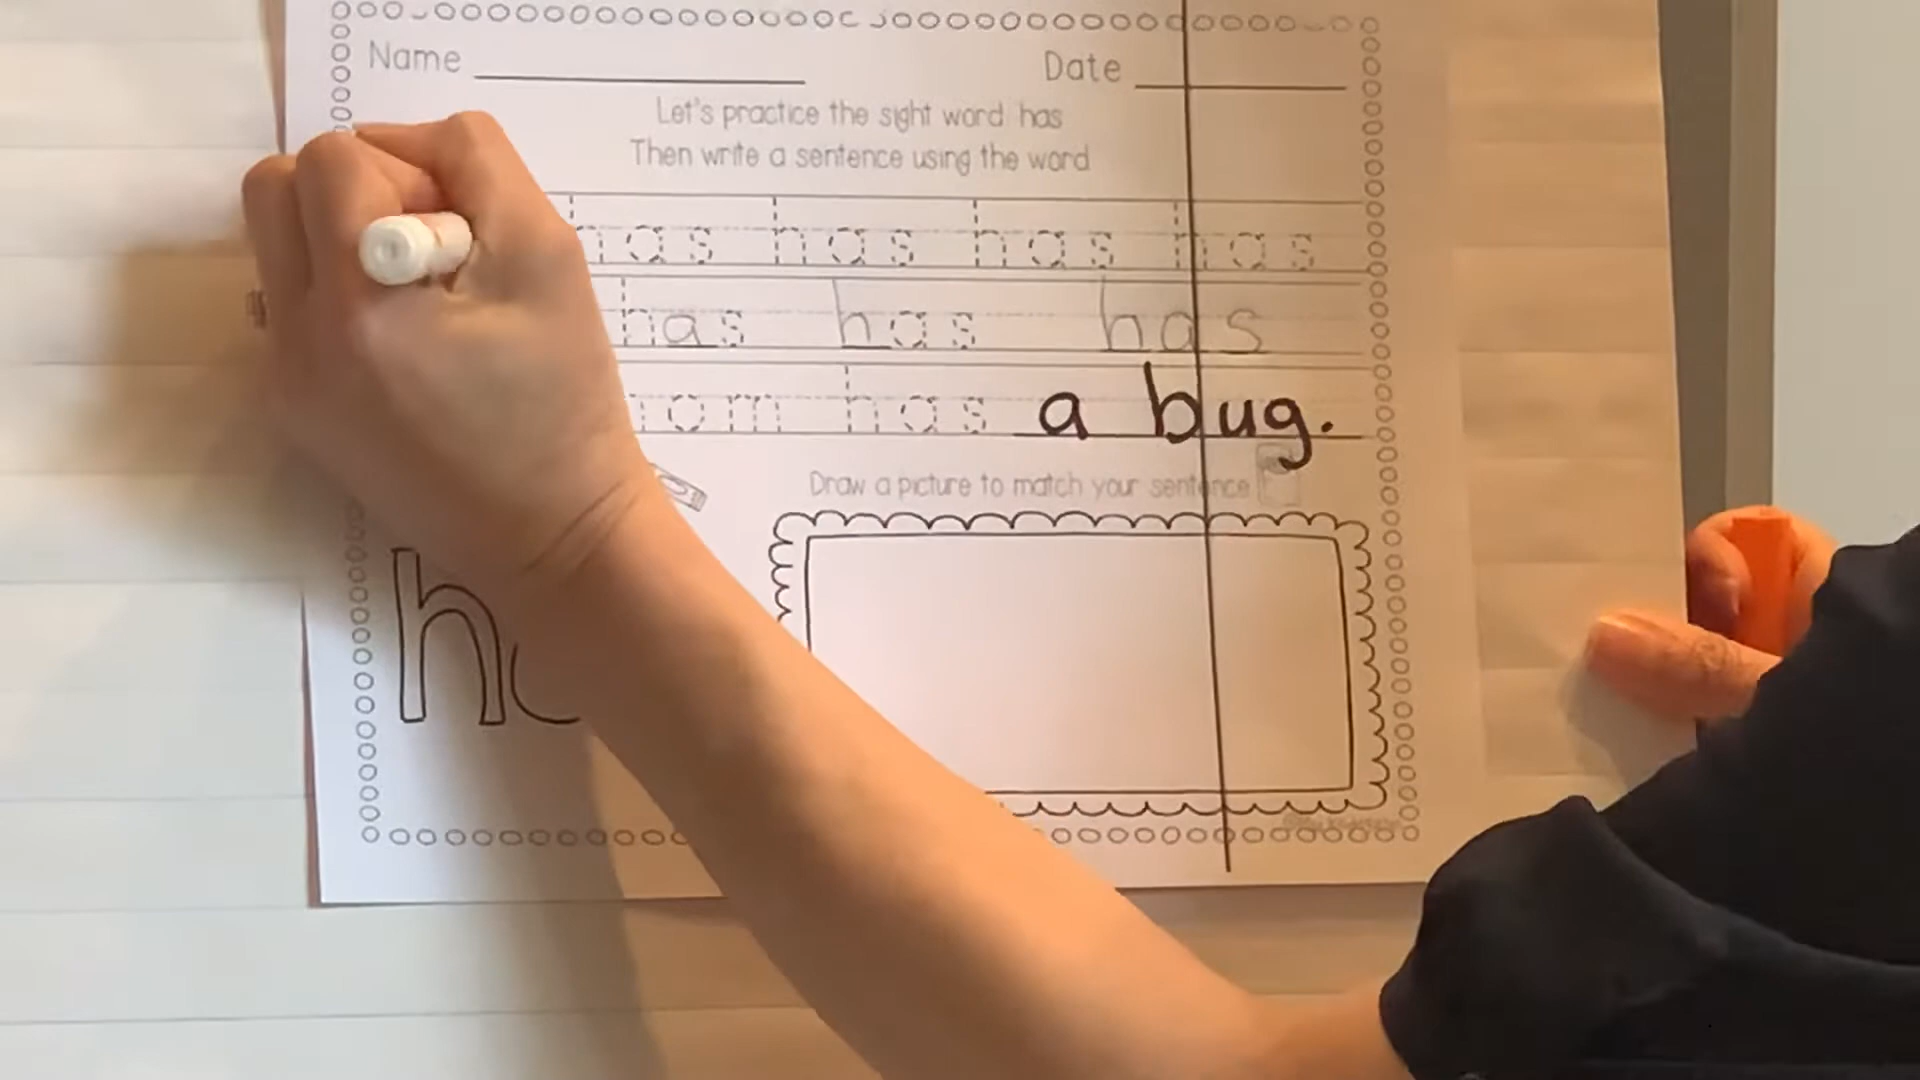 Name Date
Let's practice the sight word has
Then write a sentence using the word
has has has has
has has has
has a bug.
Draw a picture to match your sentence
h